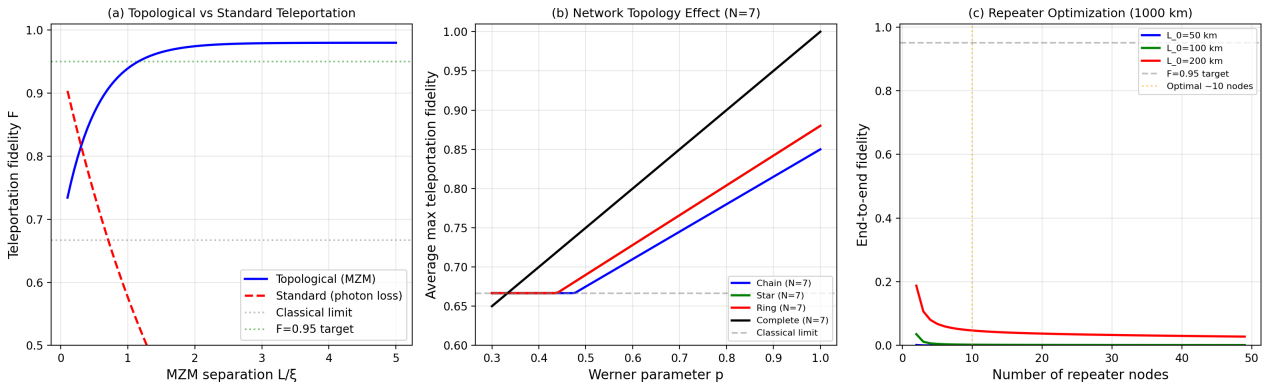 (a) Topological vs Standard Teleportation
1.0
0.9
0.8
0.7
0.6
0.5
Teleportation fidelity F
0
1
2
3
4
5
MZM separation L/ξ
Topological (MZM)
Standard (photon loss)
Classical limit
F=0.95 target
(b) Network Topology Effect (N=7)
1.00
0.95
0.90
0.85
0.80
0.75
0.70
0.65
0.60
Average max teleportation fidelity
0.3
0.4
0.5
0.6
0.7
0.8
0.9
1.0
Werner parameter p
Chain (N=7)
Star (N=7)
Ring (N=7)
Complete (N=7)
Classical limit
(c) Repeater Optimization (1000 km)
1.0
0.8
0.6
0.4
0.2
0.0
End-to-end fidelity
0
10
20
30
40
50
Number of repeater nodes
L_0=50 km
L_0=100 km
L_0=200 km
F=0.95 target
Optimal ~10 nodes